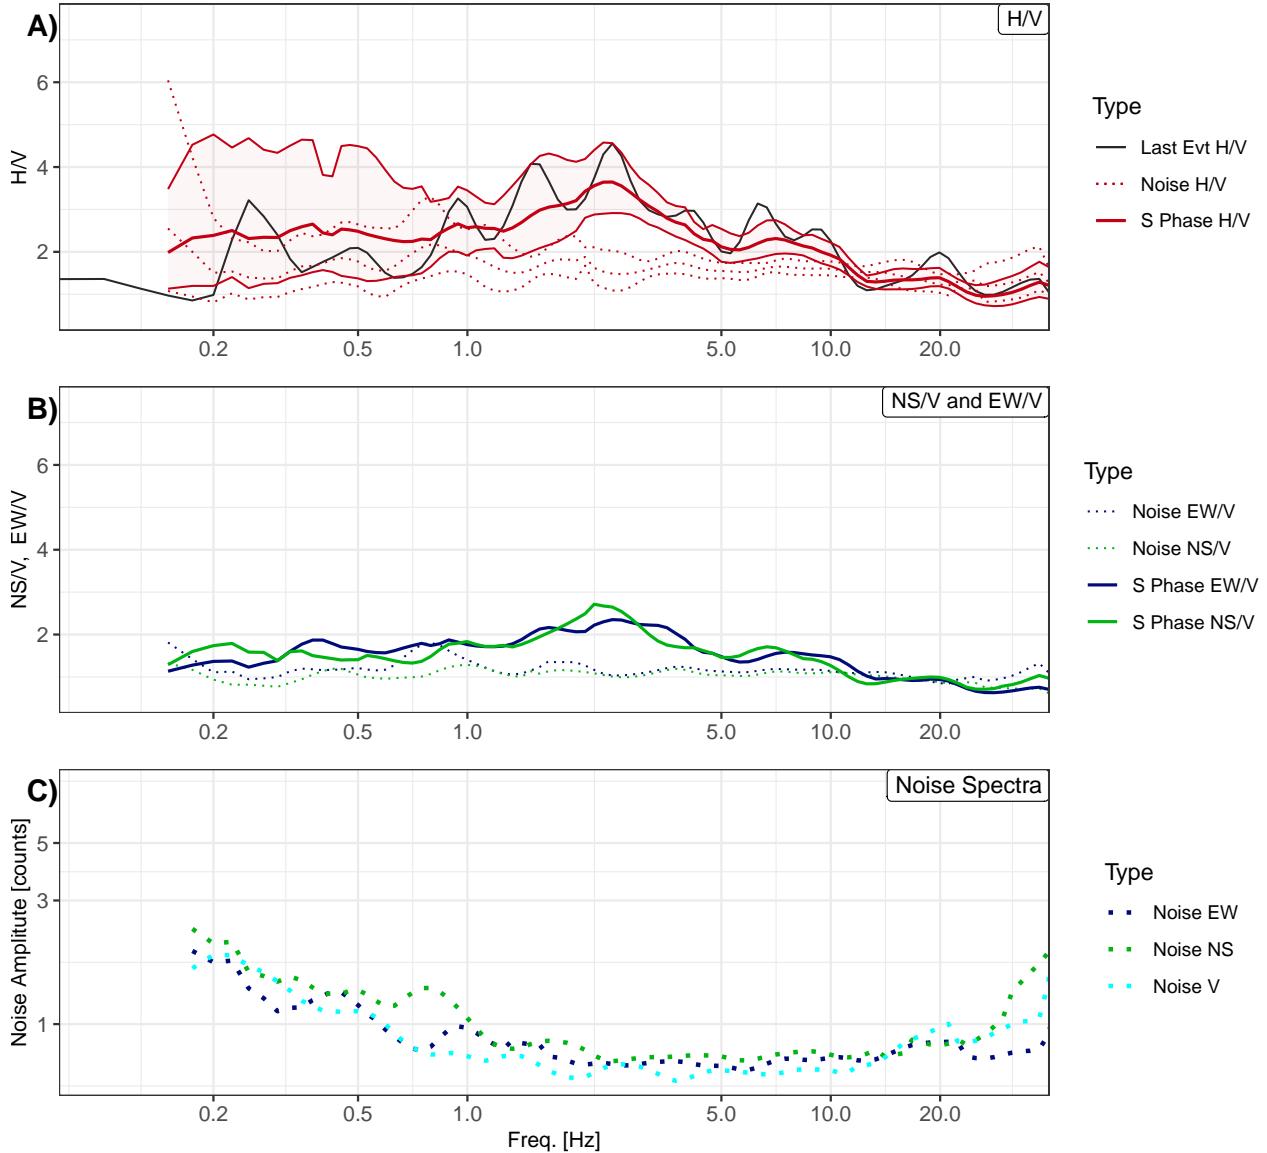 A)
H/V
H/V
6
4
2
0.2 0.5 1.0 5.0 10.0 20.0
Type
Last Evt H/V
Noise H/V
S Phase H/V
B)
NS/V and EW/V
NS/V, EW/V
6
4
2
0.2 0.5 1.0 5.0 10.0 20.0
Type
Noise EW/V
Noise NS/V
S Phase EW/V
S Phase NS/V
C)
Noise Spectra
Noise Amplitude [counts]
5
3
1
0.2 0.5 1.0 5.0 10.0 20.0
Freq. [Hz]
Type
Noise EW
Noise NS
Noise V